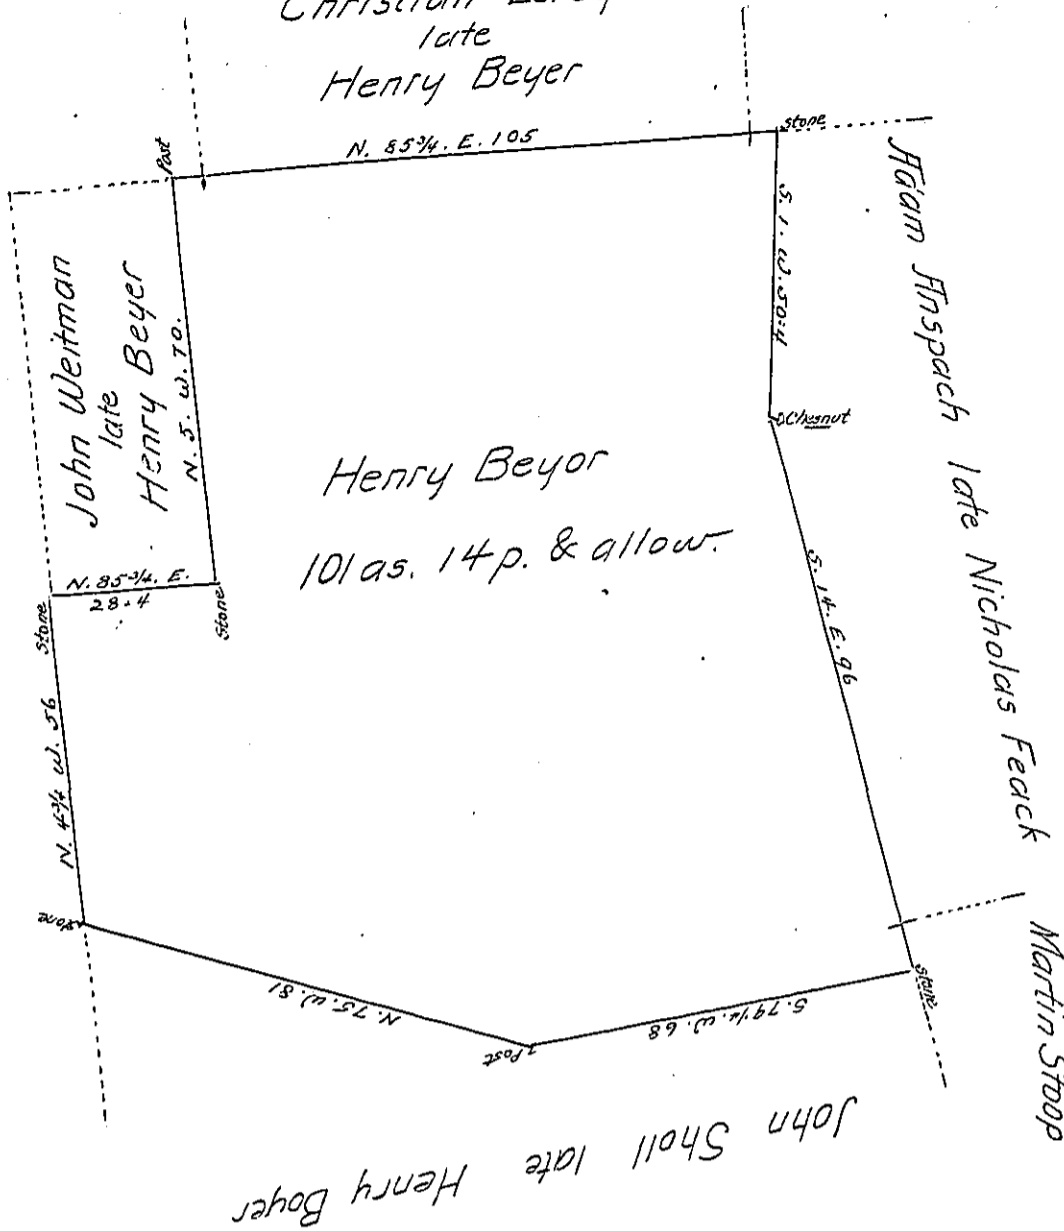 Christian
late
Henry Beyer
Post
N. 85¾. E. 105
stone
S. 1. W. 50:4
Chesnut
Adam Anspach late Nicholas Feack
S. 14. E. 96
Martin Stoop
stone
S. 79¼. W. 68
Post
John Sholl late Henry Boyer
N. 75. W. 81
Stone
N. 4¾ W. 56
Stone
N. 85¾. E.
28.4
Stone
N. 5. W. 70.
John Weitman
late
Henry Beyer
Henry Beyor
101 as. 14 p. & allow.